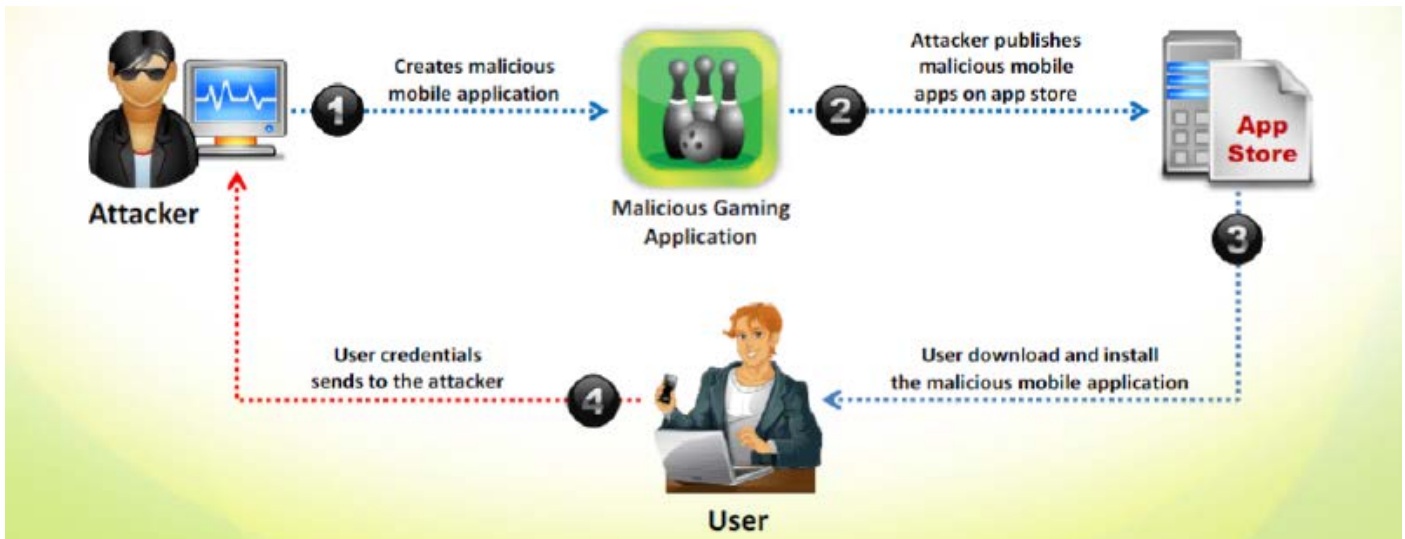 1
Creates malicious
mobile application
Malicious Gaming
Application
2
Attacker publishes
malicious mobile
apps on app store
App
Store
Attacker
3
User download and install
the malicious mobile application
4
User credentials
sends to the attacker
User